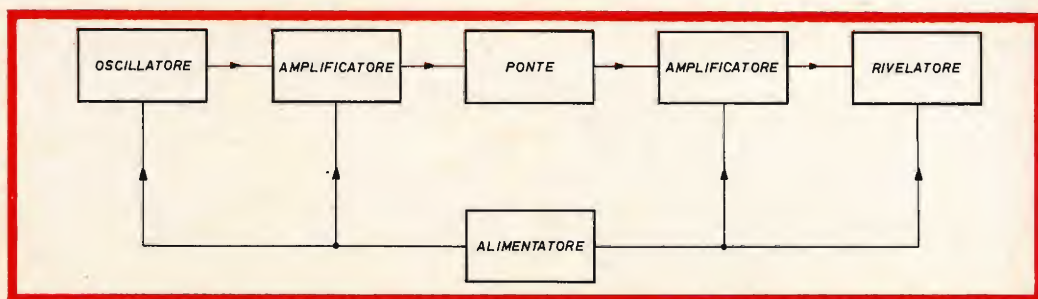 OSCILLATORE
AMPLIFICATORE
PONTE
AMPLIFICATORE
RIVELATORE
ALIMENTATORE